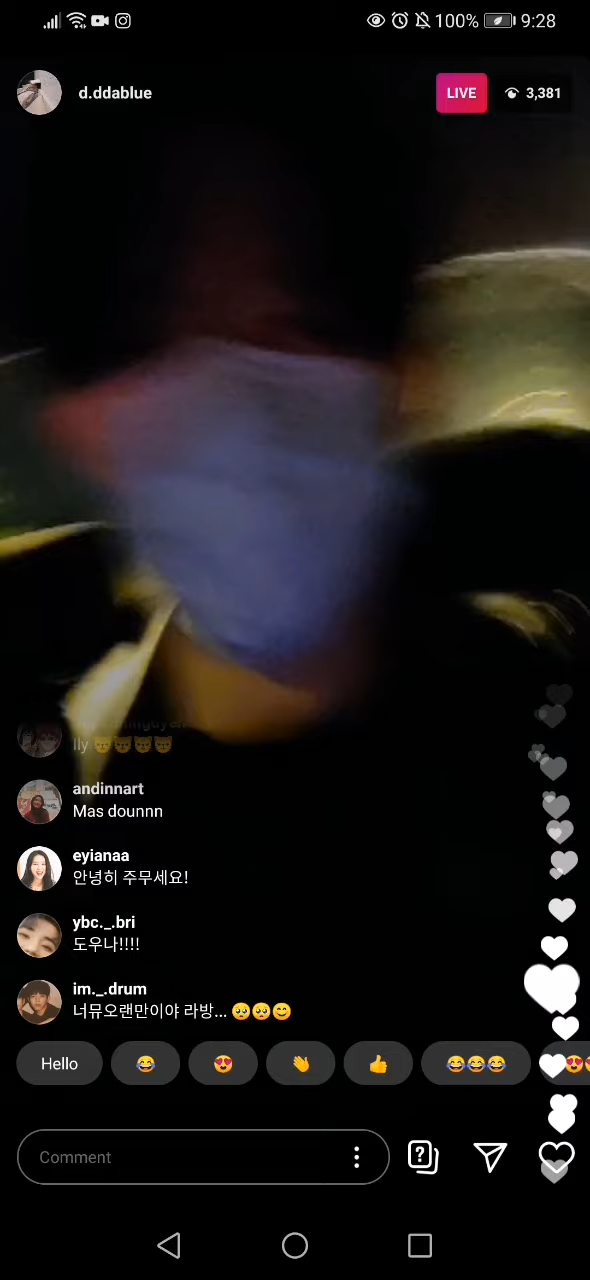 100% 9:28
d.ddablue LIVE 3,381
lly 😺😺😺😺
andinnart
Mas dounnn
eyianaa
안녕히 주무세요!
ybc._.bri
도우나!!!!
im._.drum
너뮤오랜만이야 라방... 🥺🥺😊
Hello 😂 😍 👋 👍 😂😂😂 😍
Comment